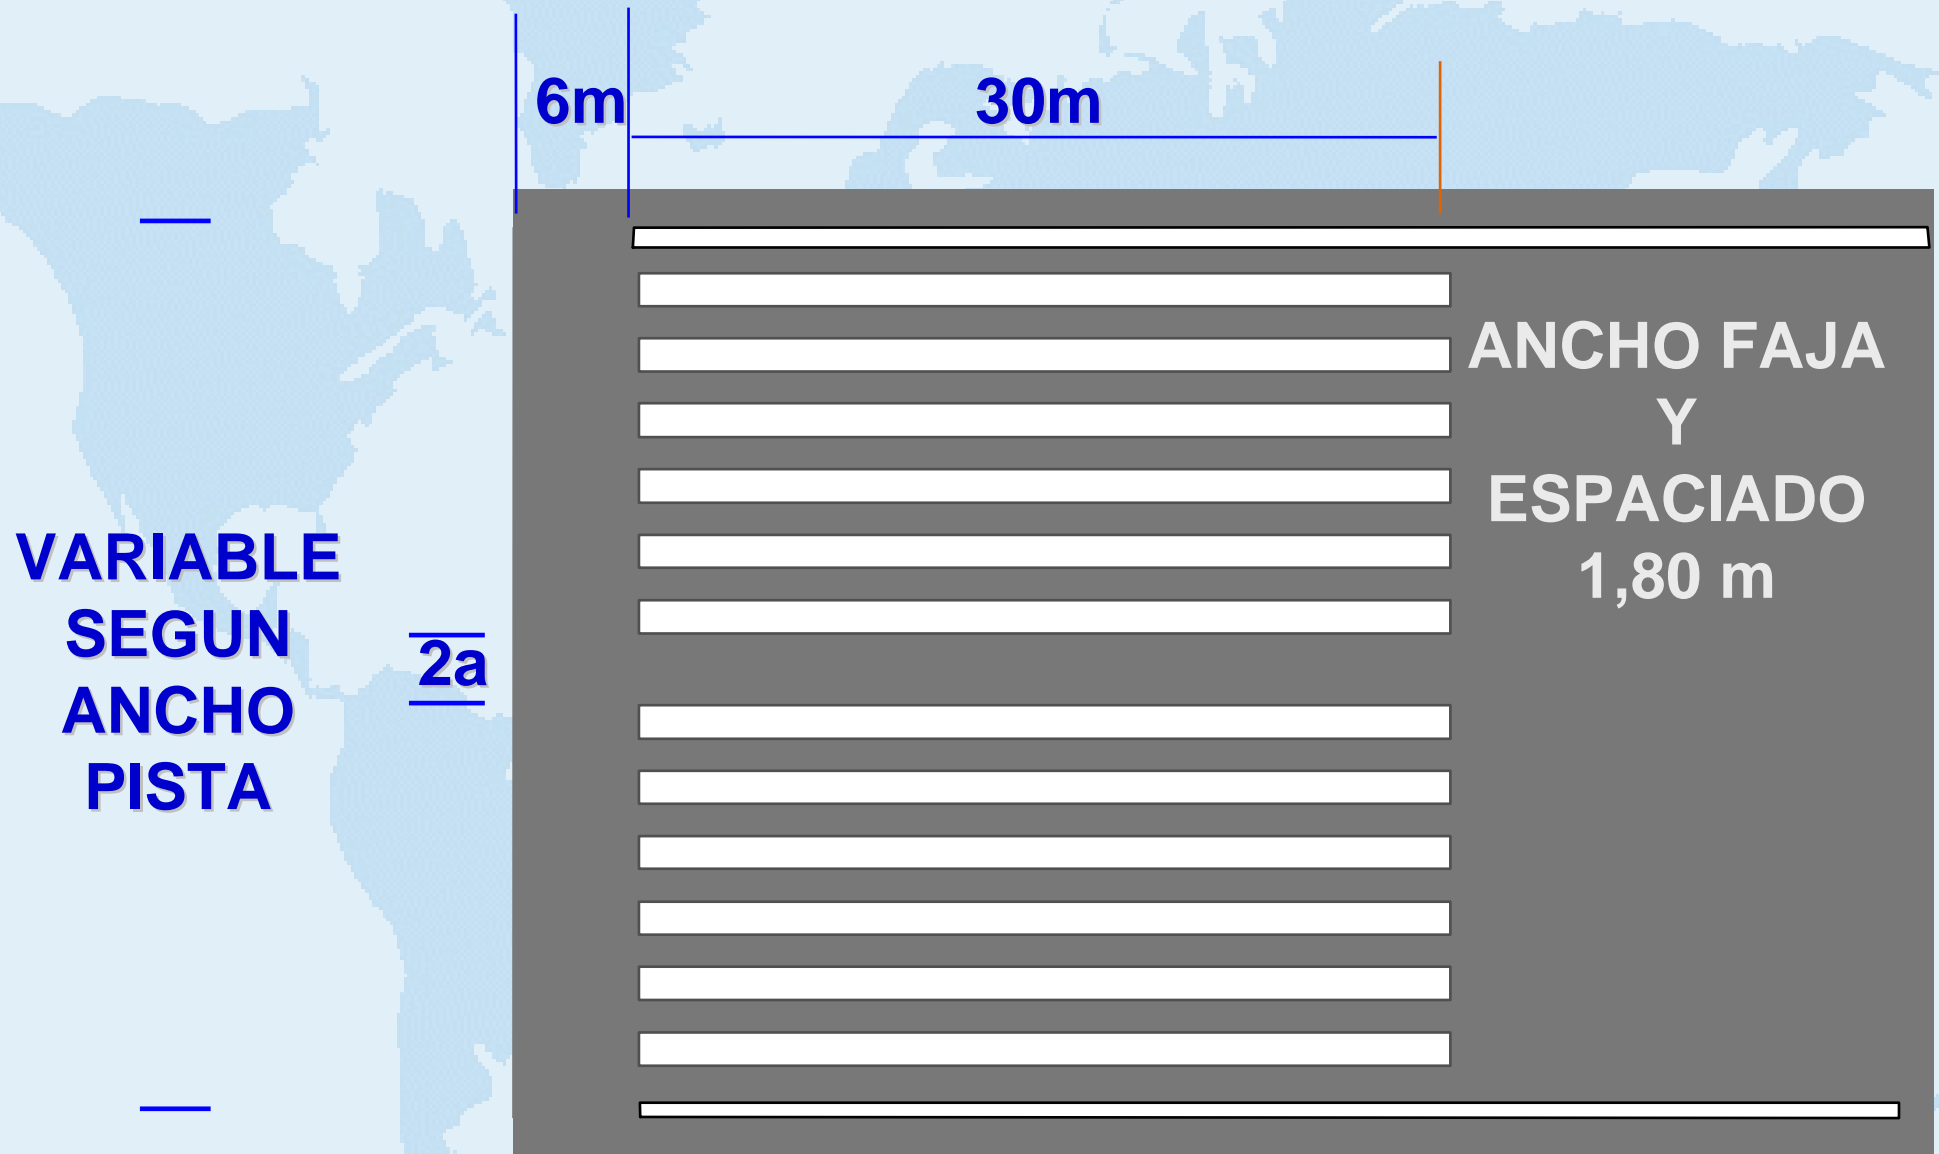 6m
30m
ANCHO FAJA
Y
ESPACIADO
1,80 m
VARIABLE
SEGUN
ANCHO
PISTA
2a